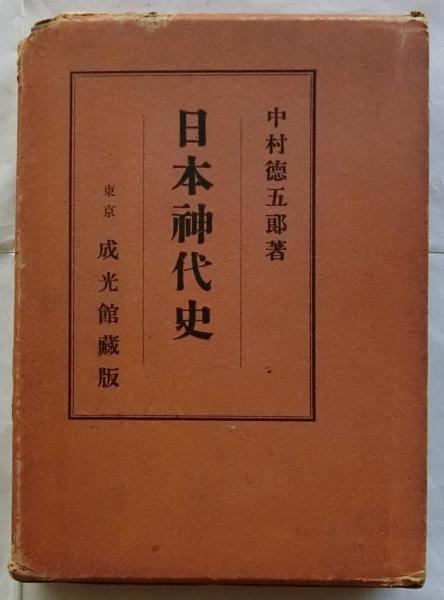 中村德五郎著
日本神代史
東京 成光館藏版